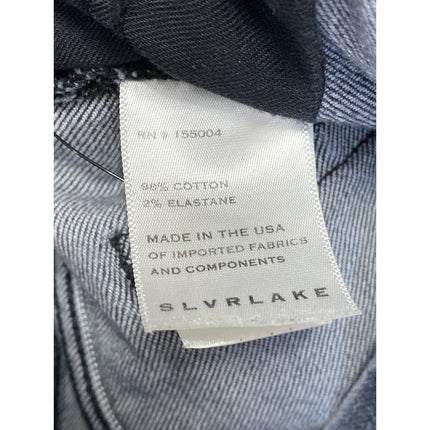 RN # 155004
98% COTTON
2% ELASTANE
MADE IN THE USA
OF IMPORTED FABRICS
AND COMPONENTS
SLVRLAKE